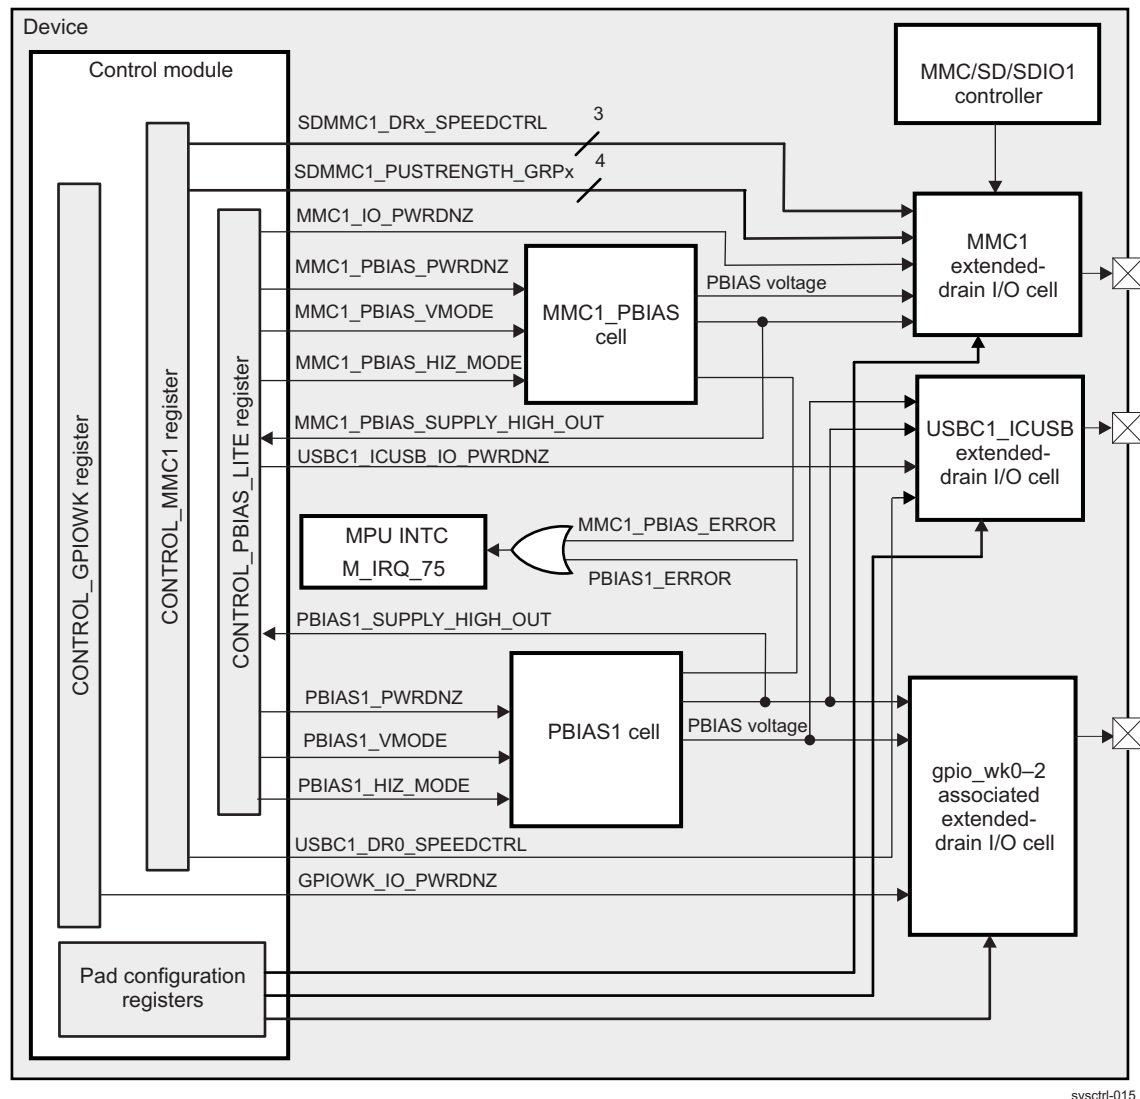 Device
Control module
MMC/SD/SDIO1
controller
SDMMC1_DRx_SPEEDCTRL
3
SDMMC1_PUSTRENGTH_GRPx
4
MMC1_IO_PWRDNZ
MMC1_PBIAS_PWRDNZ
MMC1_PBIAS_VMODE
MMC1_PBIAS_HIZ_MODE
MMC1_PBIAS_SUPPLY_HIGH_OUT
USBC1_ICUSB_IO_PWRDNZ
MMC1_PBIAS
cell
PBIAS voltage
MMC1
extended-
drain I/O cell
USBC1_ICUSB
extended-
drain I/O cell
CONTROL_GPIOWK register
CONTROL_MMC1 register
CONTROL_PBIAS_LITE register
MPU INTC
M_IRQ_75
MMC1_PBIAS_ERROR
PBIAS1_ERROR
PBIAS1_SUPPLY_HIGH_OUT
PBIAS1_PWRDNZ
PBIAS1_VMODE
PBIAS1_HIZ_MODE
PBIAS1 cell
PBIAS voltage
gpio_wk0–2
associated
extended-
drain I/O cell
USBC1_DR0_SPEEDCTRL
GPIOWK_IO_PWRDNZ
Pad configuration
registers
sysctrl-015